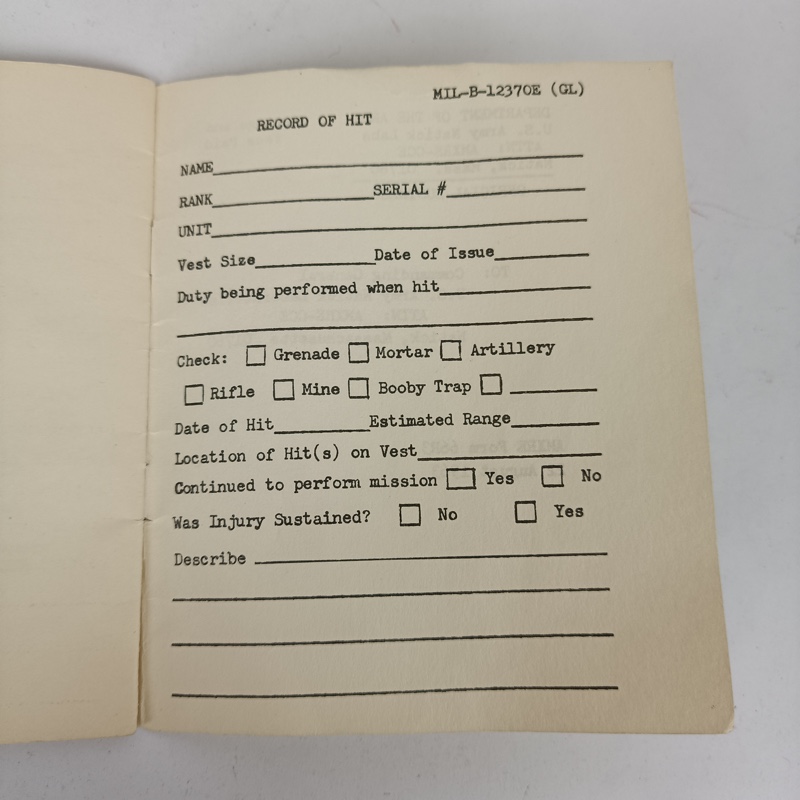 MIL-B-12370E (GL)
RECORD OF HIT
NAME
RANK SERIAL #
UNIT
Vest Size Date of Issue
Duty being performed when hit
Check: Grenade Mortar Artillery
Rifle Mine Booby Trap
Date of Hit Estimated Range
Location of Hit(s) on Vest
Continued to perform mission Yes No
Was Injury Sustained? No Yes
Describe